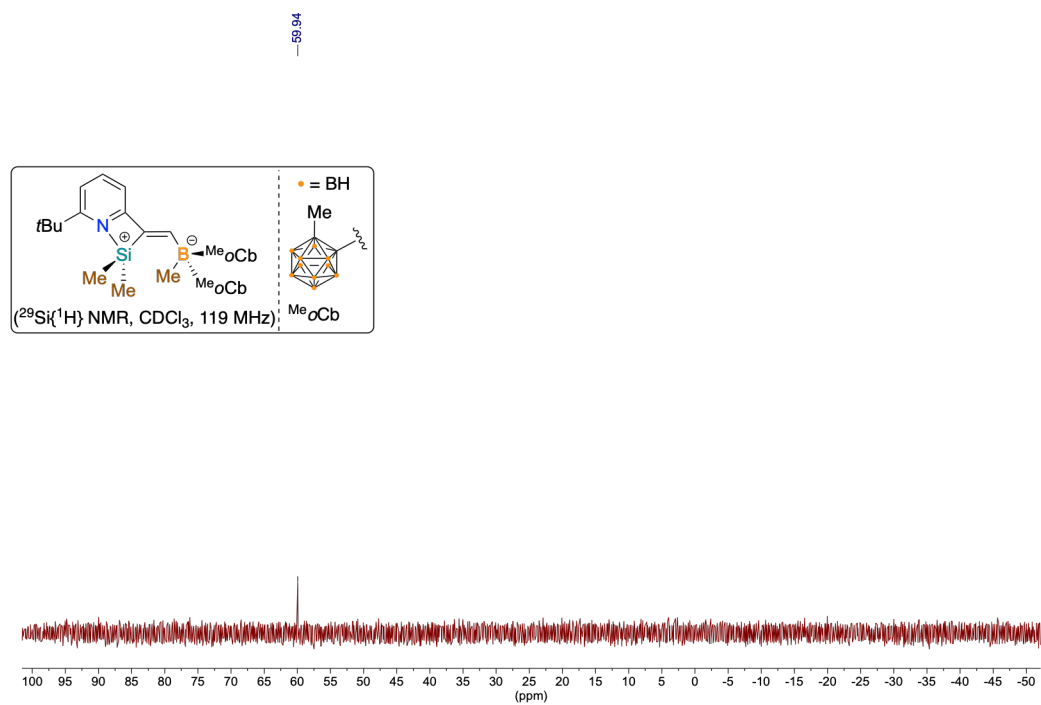 59.94
• = BH
Me
tBu
N
⊕
Si
⊖
B
MeoCb
Me
Me
MeoCb
Me
MeoCb
(29Si{1H} NMR, CDCl3, 119 MHz)
100 95 90 85 80 75 70 65 60 55 50 45 40 35 30 25 20 15 10 5 0 -5 -10 -15 -20 -25 -30 -35 -40 -45 -50
(ppm)